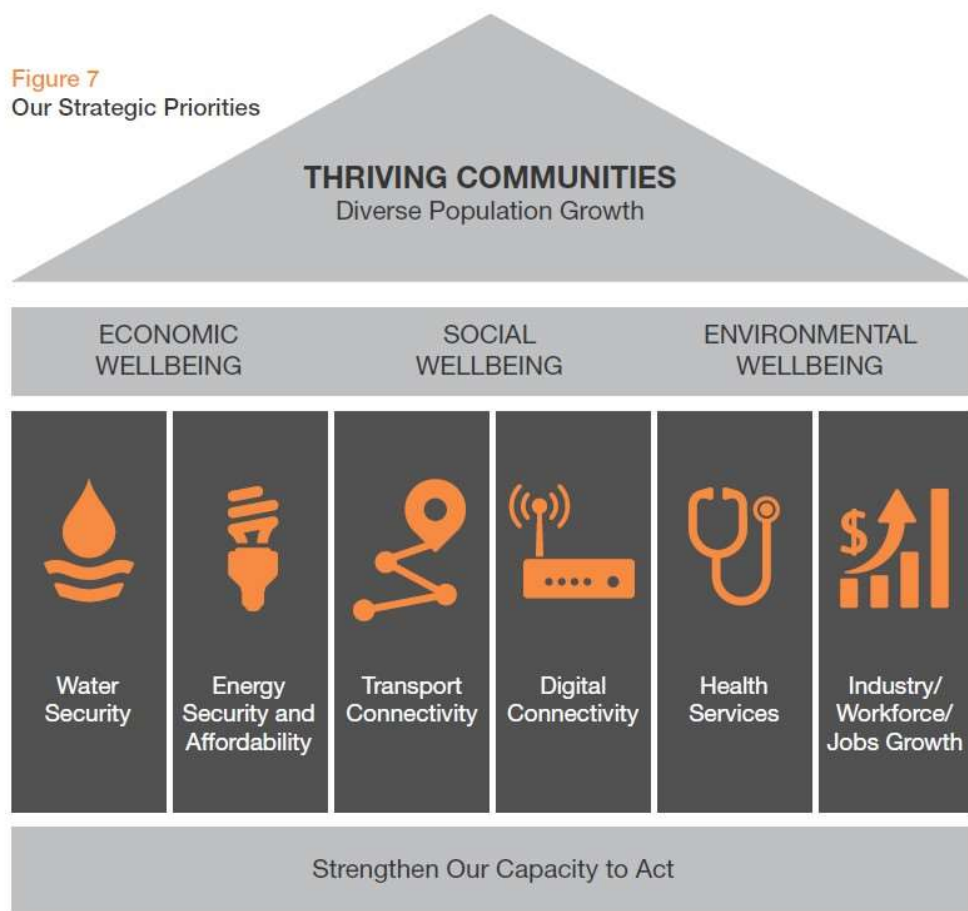 Figure 7
Our Strategic Priorities
THRIVING COMMUNITIES
Diverse Population Growth
ECONOMIC
WELLBEING
SOCIAL
WELLBEING
ENVIRONMENTAL
WELLBEING
Water
Security
Energy
Security and
Affordability
Transport
Connectivity
Digital
Connectivity
Health
Services
$
Industry/
Workforce/
Jobs Growth
Strengthen Our Capacity to Act